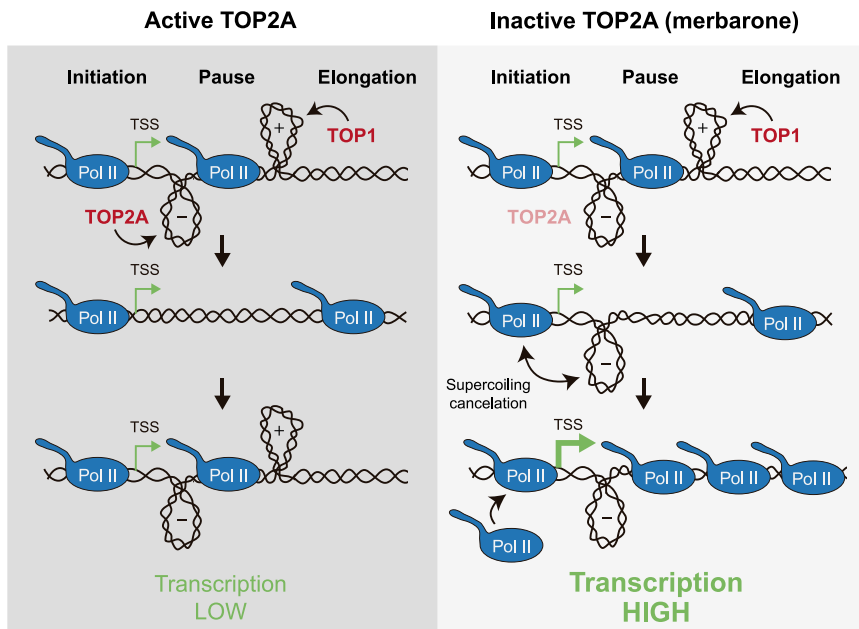 Active TOP2A
Initiation Pause Elongation
TSS
TOP1
+
Pol II Pol II
TOP2A
−
TSS
Pol II Pol II
TSS
+
Pol II Pol II
−
Transcription
LOW
Inactive TOP2A (merbarone)
Initiation Pause Elongation
TSS
TOP1
+
Pol II Pol II
TOP2A
−
TSS
Pol II Pol II
−
Supercoiling
cancelation
TSS
Pol II Pol II Pol II Pol II
−
Pol II
Transcription
HIGH